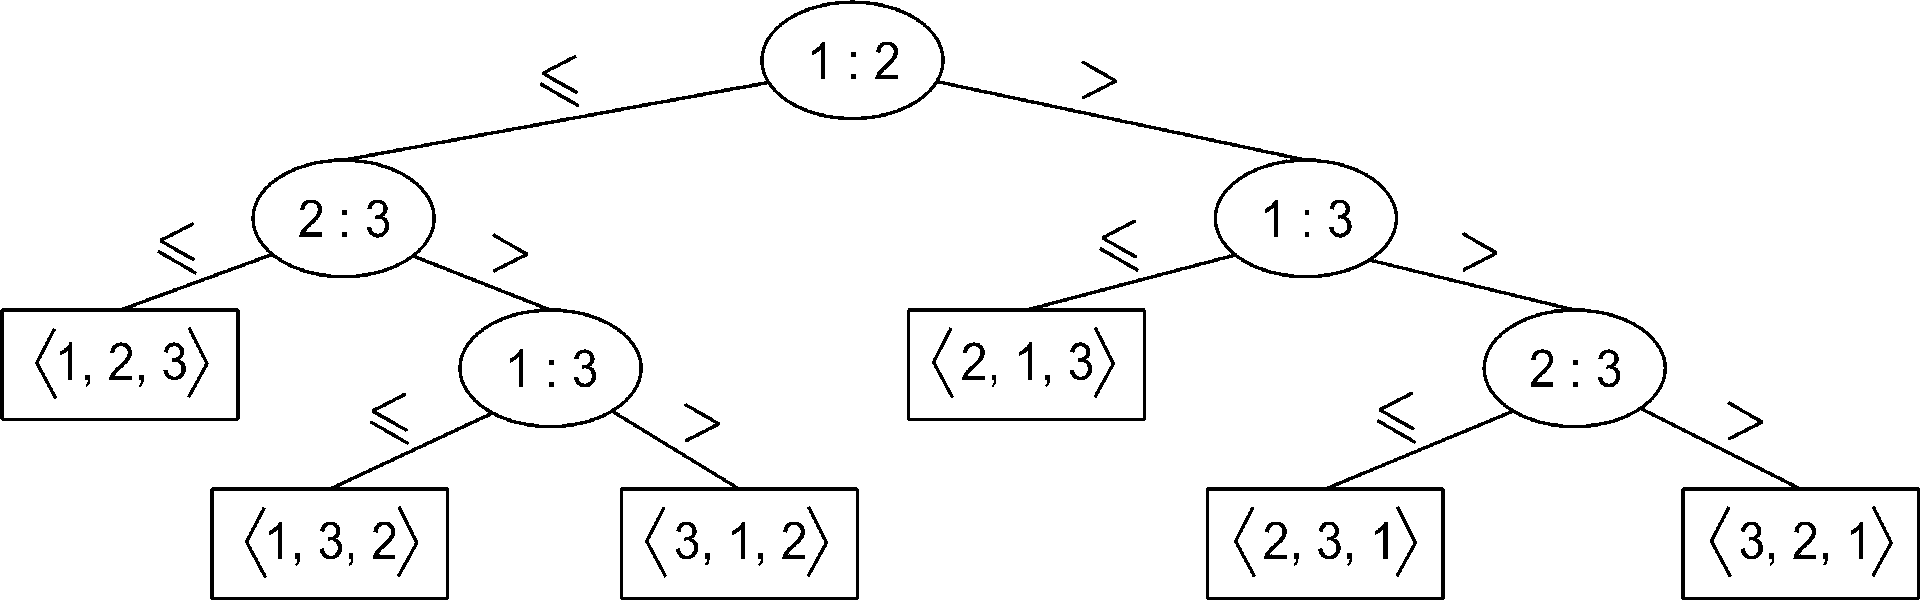 1 : 2
≤ >
2 : 3 1 : 3
≤ > ≤ >
⟨1, 2, 3⟩ 1 : 3 ⟨2, 1, 3⟩ 2 : 3
≤ > ≤ >
⟨1, 3, 2⟩ ⟨3, 1, 2⟩ ⟨2, 3, 1⟩ ⟨3, 2, 1⟩